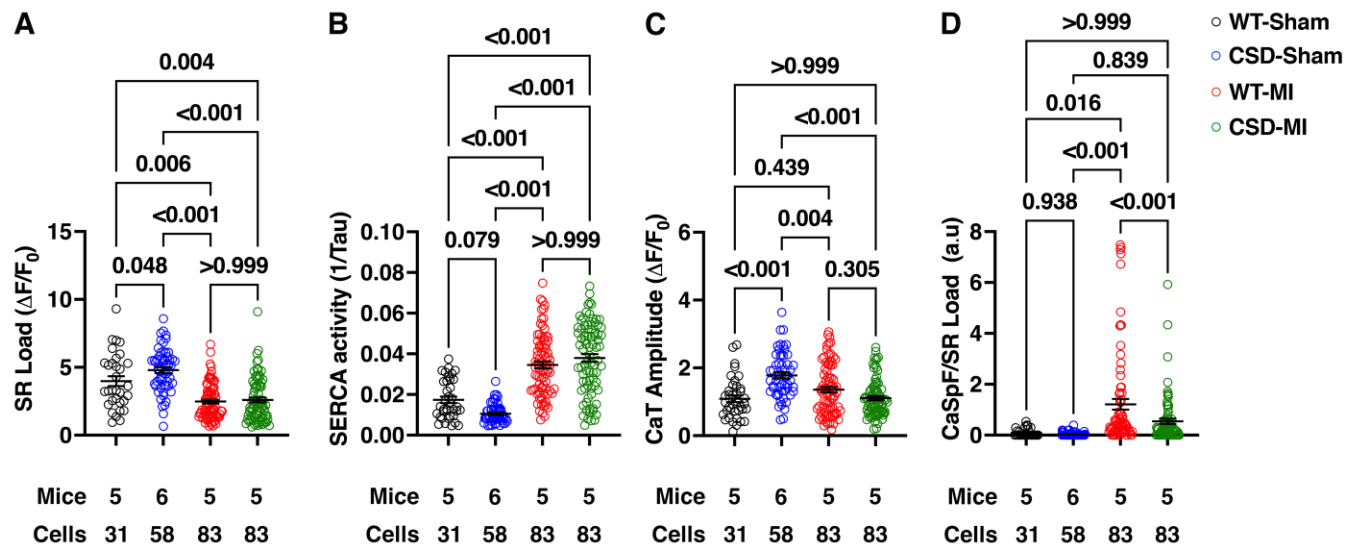 A
0.004
<0.001
0.006
<0.001
0.048
>0.999
SR Load (ΔF/F0)
15
10
5
0
B
<0.001
<0.001
<0.001
<0.001
0.079
>0.999
SERCA activity (1/Tau)
0.10
0.08
0.06
0.04
0.02
0.00
C
>0.999
<0.001
0.439
0.004
<0.001
0.305
CaT Amplitude (ΔF/F0)
6
4
2
0
D
>0.999
0.839
0.016
<0.001
0.938
<0.001
CaSpF/SR Load (a.u)
8
6
4
2
0
WT-Sham
CSD-Sham
WT-MI
CSD-MI
Mice 5 6 5 5
Cells 31 58 83 83
Mice 5 6 5 5
Cells 31 58 83 83
Mice 5 6 5 5
Cells 31 58 83 83
Mice 5 6 5 5
Cells 31 58 83 83